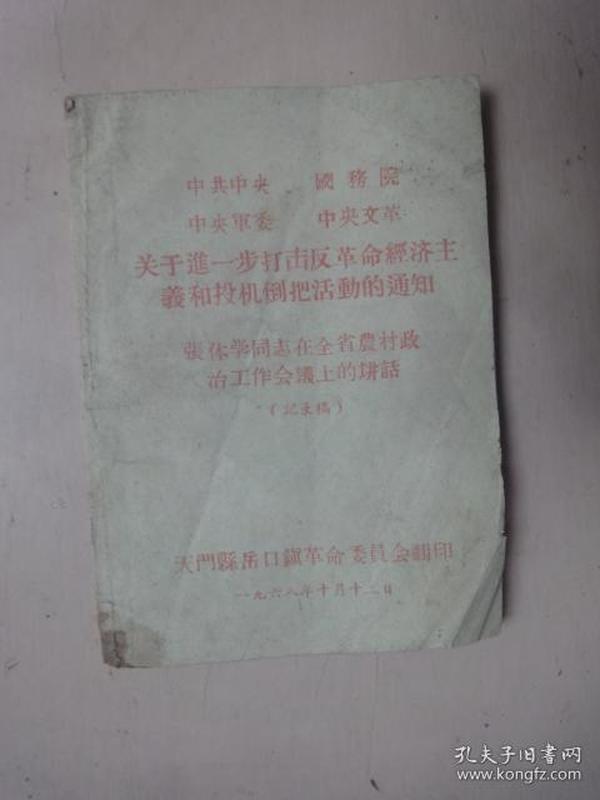 中共中央 國務院
中央軍委 中央文革
关于進一步打击反革命經济主
義和投机倒把活動的通知
張体学同志在全省農村政
治工作会議上的講話
(記录稿)
天門縣岳口鎮革命委員会翻印
一九六八年十月十二日
孔夫子旧書网
www.kongfz.com